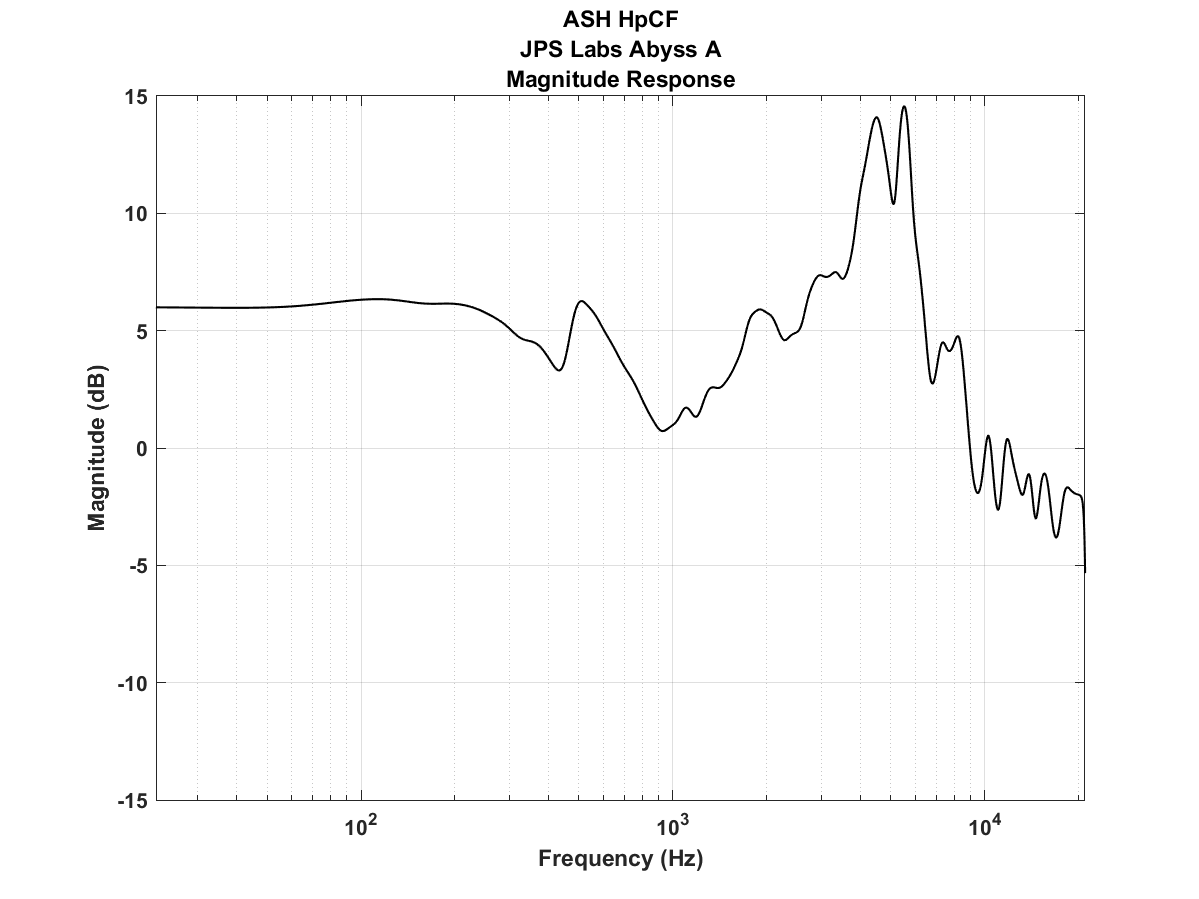 ASH HpCF
JPS Labs Abyss A
Magnitude Response
15
10
5
0
-5
-10
-15
Magnitude (dB)
10²
10³
10⁴
Frequency (Hz)